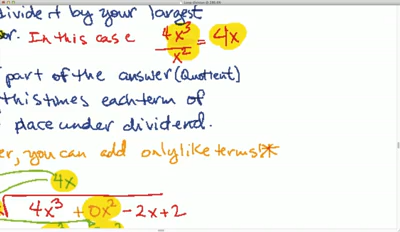 divide it by your largest
or. In this case 4x³/x² = 4x
part of the answer (Quotient)
this times each term of
place under dividend.
er, you can add only like terms!*
4x
4x³ + 0x² - 2x + 2